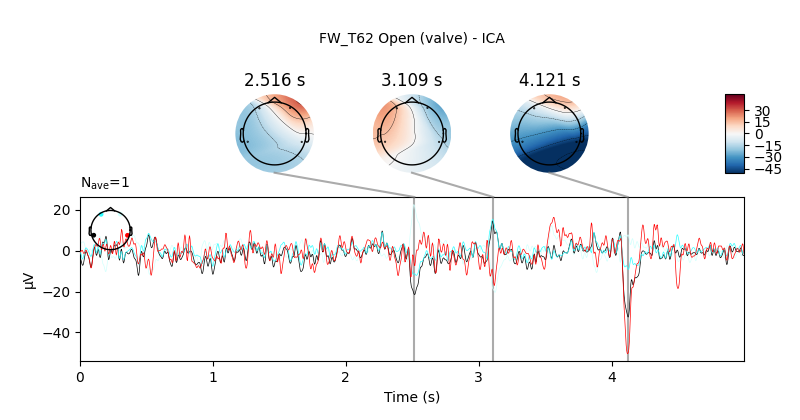 FW_T62 Open (valve) - ICA
2.516 s
3.109 s
4.121 s
30
15
0
−15
−30
−45
Nave=1
20
0
−20
−40
µV
0
1
2
3
4
Time (s)